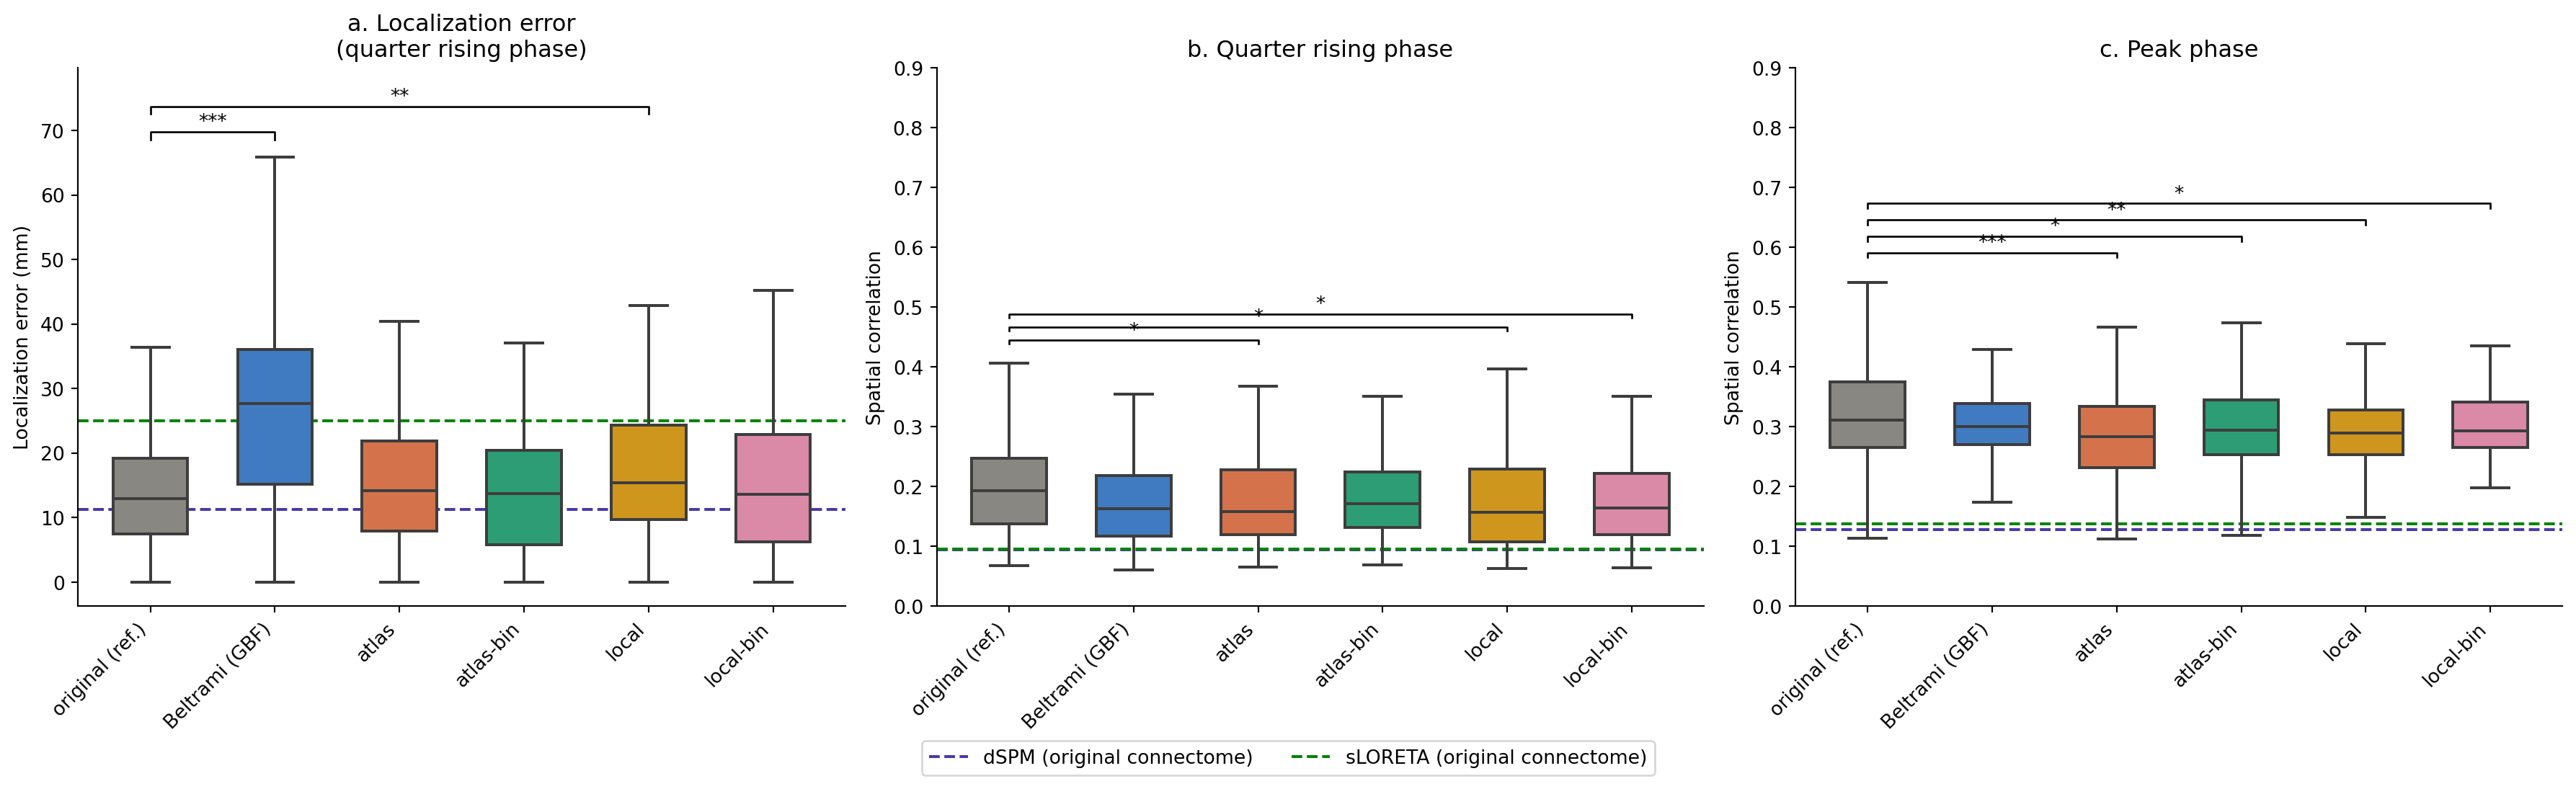 a. Localization error
(quarter rising phase)
Localization error (mm)
70
60
50
40
30
20
10
0
**
***
original (ref.)
Beltrami (GBF)
atlas
atlas-bin
local
local-bin
b. Quarter rising phase
Spatial correlation
0.9
0.8
0.7
0.6
0.5
0.4
0.3
0.2
0.1
0.0
*
*
*
original (ref.)
Beltrami (GBF)
atlas
atlas-bin
local
local-bin
c. Peak phase
Spatial correlation
0.9
0.8
0.7
0.6
0.5
0.4
0.3
0.2
0.1
0.0
*
**
*
***
original (ref.)
Beltrami (GBF)
atlas
atlas-bin
local
local-bin
dSPM (original connectome)
sLORETA (original connectome)